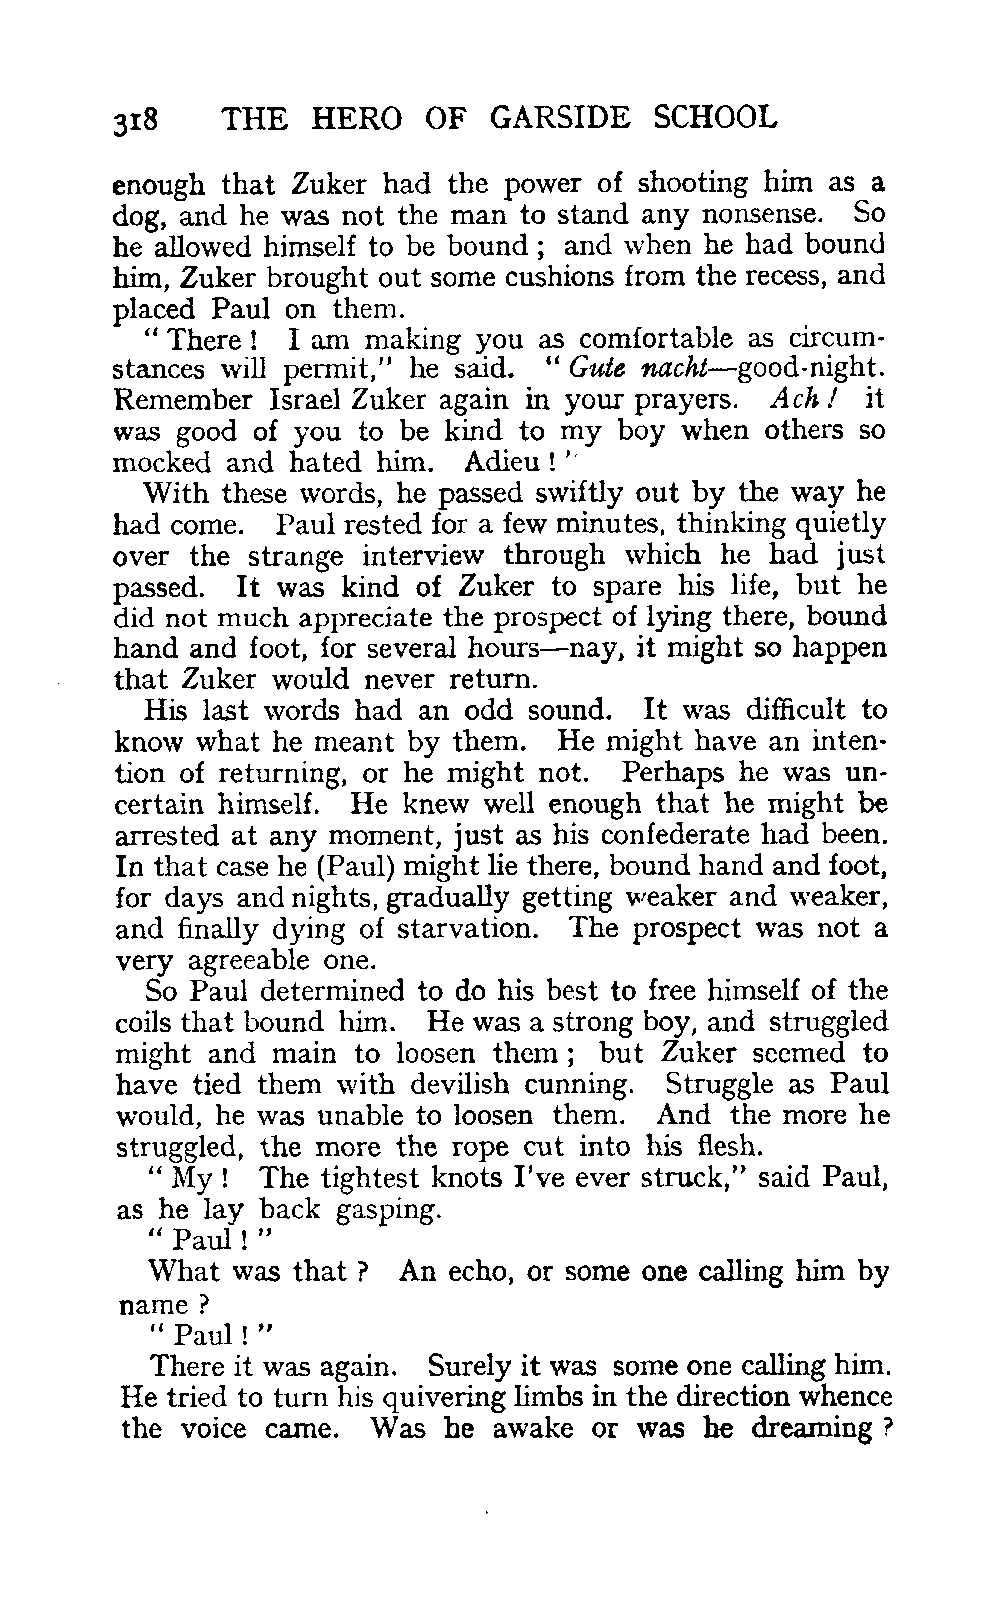 318 THE HERO OF GARSIDE SCHOOL
enough that Zuker had the power of shooting him as a
dog, and he was not the man to stand any nonsense. So
he allowed himself to be bound ; and when he had bound
him, Zuker brought out some cushions from the recess, and
placed Paul on them.
“ There ! I am making you as comfortable as circum-
stances will permit,” he said. “ Gute nacht—good-night.
Remember Israel Zuker again in your prayers. Ach ! it
was good of you to be kind to my boy when others so
mocked and hated him. Adieu ! ”
With these words, he passed swiftly out by the way he
had come. Paul rested for a few minutes, thinking quietly
over the strange interview through which he had just
passed. It was kind of Zuker to spare his life, but he
did not much appreciate the prospect of lying there, bound
hand and foot, for several hours—nay, it might so happen
that Zuker would never return.
His last words had an odd sound. It was difficult to
know what he meant by them. He might have an inten-
tion of returning, or he might not. Perhaps he was un-
certain himself. He knew well enough that he might be
arrested at any moment, just as his confederate had been.
In that case he (Paul) might lie there, bound hand and foot,
for days and nights, gradually getting weaker and weaker,
and finally dying of starvation. The prospect was not a
very agreeable one.
So Paul determined to do his best to free himself of the
coils that bound him. He was a strong boy, and struggled
might and main to loosen them ; but Zuker seemed to
have tied them with devilish cunning. Struggle as Paul
would, he was unable to loosen them. And the more he
struggled, the more the rope cut into his flesh.
“ My ! The tightest knots I've ever struck,” said Paul,
as he lay back gasping.
“ Paul ! ”
What was that ? An echo, or some one calling him by
name ?
“ Paul ! ”
There it was again. Surely it was some one calling him.
He tried to turn his quivering limbs in the direction whence
the voice came. Was he awake or was he dreaming ?